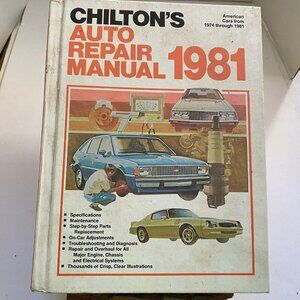 CHILTON'S
AUTO
REPAIR
MANUAL 1981
American
Cars from
1974 through 1981
• Specifications
• Maintenance
• Step-by-Step Parts
Replacement
• On-Car Adjustments
• Troubleshooting and Diagnosis
• Repair and Overhaul for All
Major Engine, Chassis
and Electrical Systems
• Thousands of Crisp, Clear Illustrations